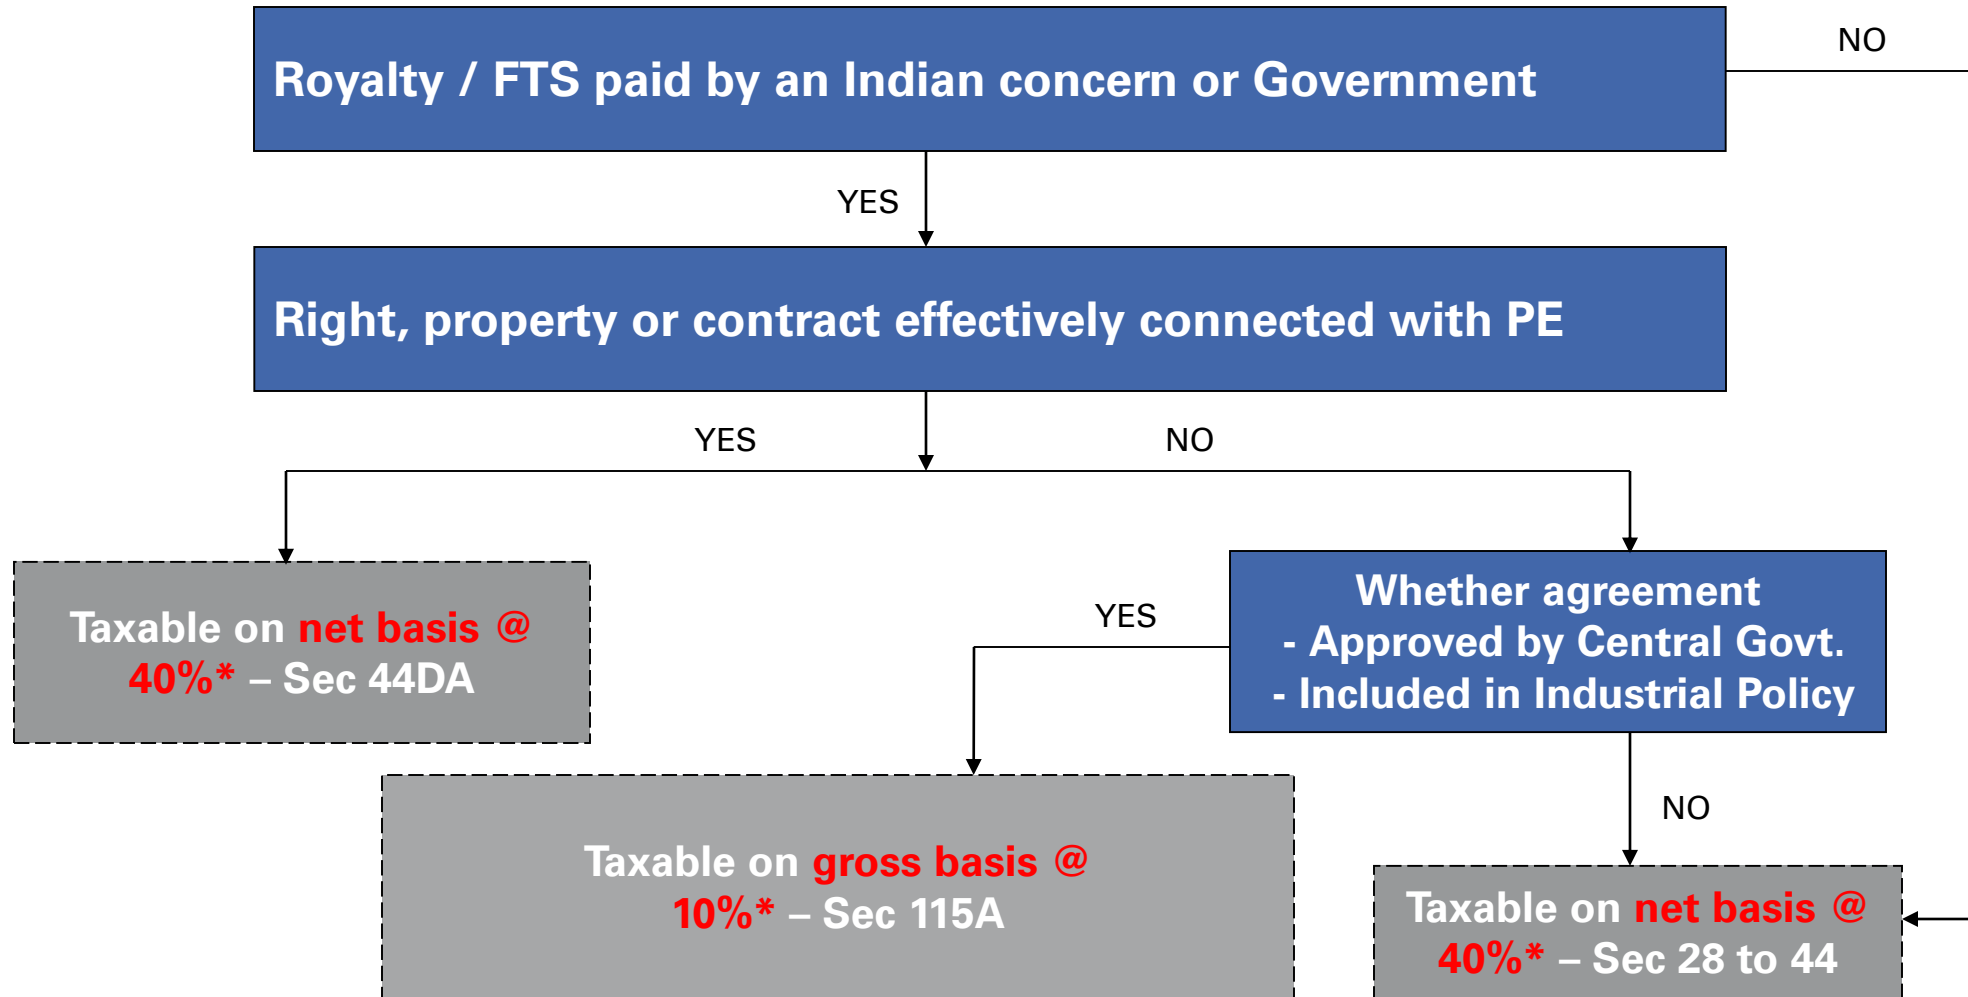 Royalty / FTS paid by an Indian concern or Government
NO
YES
Right, property or contract effectively connected with PE
YES
NO
Taxable on net basis @
40%* – Sec 44DA
YES
Whether agreement
- Approved by Central Govt.
- Included in Industrial Policy
Taxable on gross basis @
10%* – Sec 115A
NO
Taxable on net basis @
40%* – Sec 28 to 44